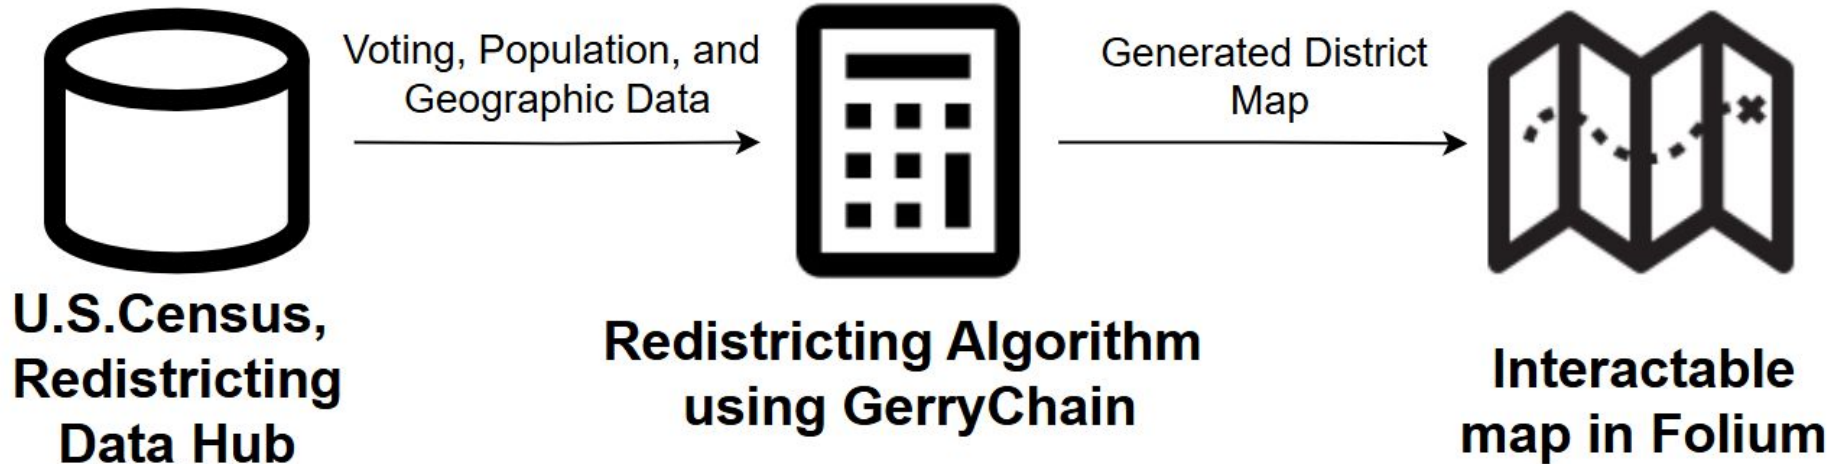 Voting, Population, and
Geographic Data
Generated District
Map
U.S.Census,
Redistricting
Data Hub
Redistricting Algorithm
using GerryChain
Interactable
map in Folium